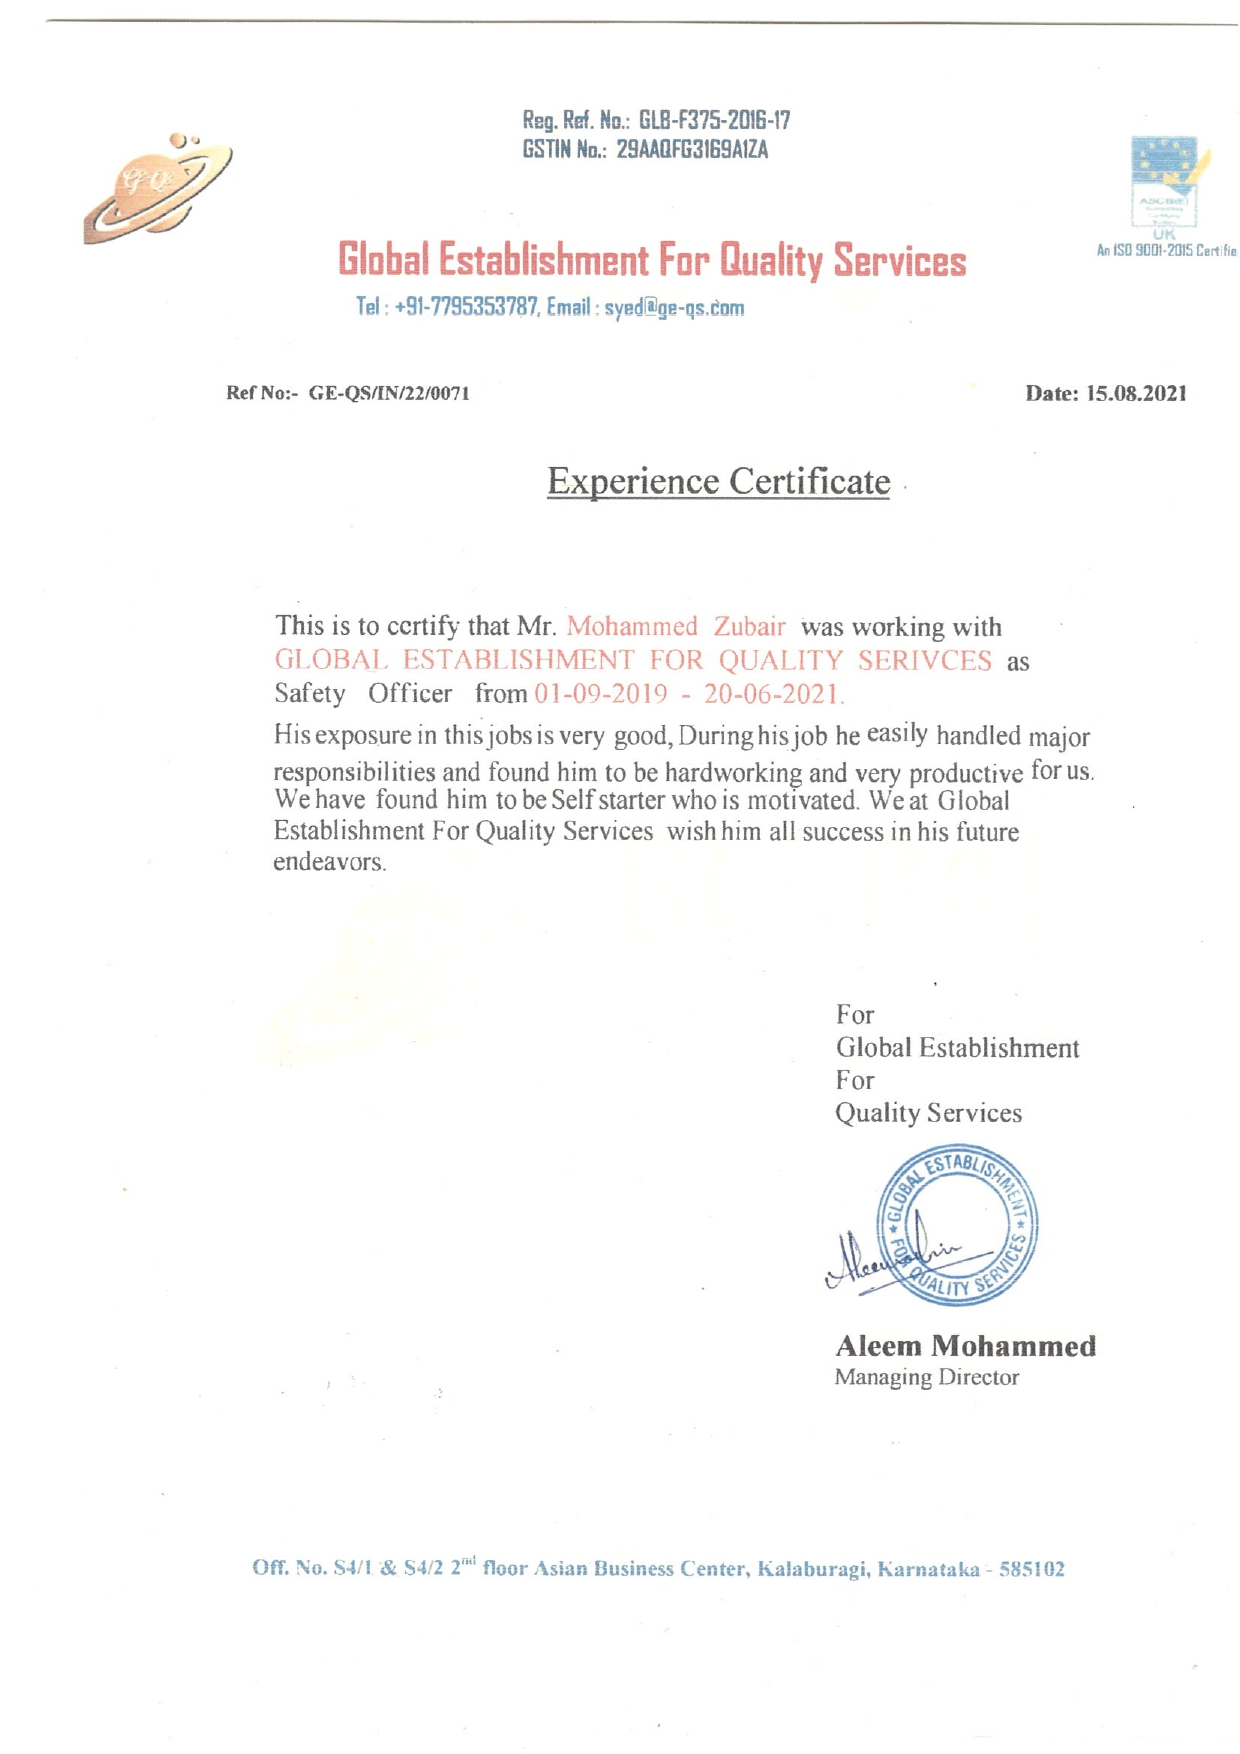 Reg. Ref. No.: GLB-F375-2016-17
GSTIN No.: 29AAQFG3169A1ZA
GE-QS
UK
An ISO 9001-2015 Certifie
Global Establishment For Quality Services
Tel : +91-7795353787, Email : syed@ge-qs.com
Ref No:- GE-QS/IN/22/0071
Date: 15.08.2021
Experience Certificate
This is to certify that Mr. Mohammed Zubair was working with
GLOBAL ESTABLISHMENT FOR QUALITY SERIVCES as
Safety Officer from 01-09-2019 - 20-06-2021.
His exposure in this jobs is very good, During his job he easily handled major
responsibilities and found him to be hardworking and very productive for us.
We have found him to be Self starter who is motivated. We at Global
Establishment For Quality Services wish him all success in his future
endeavors.
For
Global Establishment
For
Quality Services
★ GLOBAL ESTABLISHMENT ★
FOR QUALITY SERVICES
Aleem Mohammed
Managing Director
Off. No. S4/1 & S4/2 2nd floor Asian Business Center, Kalaburagi, Karnataka - 585102